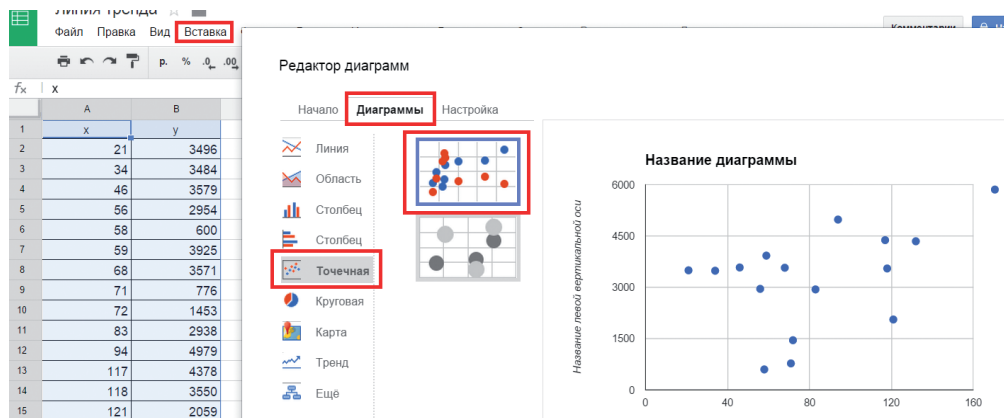 Линия тренда
Файл Правка Вид Вставка
р. % .0 .00
fx x
A B
1 x y
2 21 3496
3 34 3484
4 46 3579
5 56 2954
6 58 600
7 59 3925
8 68 3571
9 71 776
10 72 1453
11 83 2938
12 94 4979
13 117 4378
14 118 3550
15 121 2059
Комментарии
Редактор диаграмм
Начало Диаграммы Настройка
Линия
Область
Столбец
Столбец
Точечная
Круговая
Карта
Тренд
Ещё
Название диаграммы
Название левой вертикальной оси
6000
4500
3000
1500
0
0 40 80 120 160